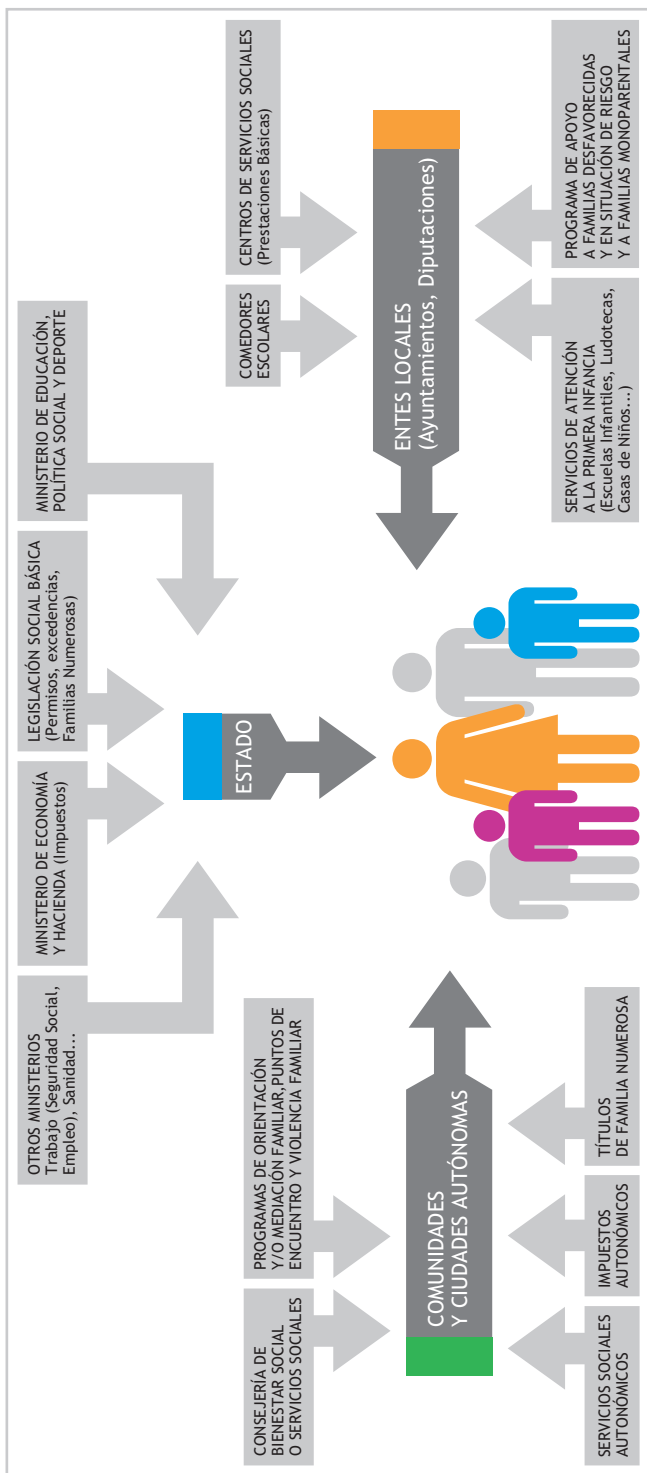 OTROS MINISTERIOS
Trabajo (Seguridad Social,
Empleo), Sanidad...
MINISTERIO DE ECONOMÍA
Y HACIENDA (Impuestos)
LEGISLACIÓN SOCIAL BÁSICA
(Permisos, excedencias,
Familias Numerosas)
MINISTERIO DE EDUCACIÓN,
POLÍTICA SOCIAL Y DEPORTE
ESTADO
CONSEJERÍA DE
BIENESTAR SOCIAL
O SERVICIOS SOCIALES
PROGRAMAS DE ORIENTACIÓN
Y/O MEDIACIÓN FAMILIAR,PUNTOS DE
ENCUENTRO Y VIOLENCIA FAMILIAR
COMUNIDADES
Y CIUDADES AUTÓNOMAS
SERVICIOS SOCIALES
AUTONÓMICOS
IMPUESTOS
AUTONÓMICOS
TÍTULOS
DE FAMILIA NUMEROSA
COMEDORES
ESCOLARES
CENTROS DE SERVICIOS SOCIALES
(Prestaciones Básicas)
ENTES LOCALES
(Ayuntamientos, Diputaciones)
SERVICIOS DE ATENCIÓN
A LA PRIMERA INFANCIA
(Escuelas Infantiles, Ludotecas,
Casas de Niños...)
PROGRAMA DE APOYO
A FAMILIAS DESFAVORECIDAS
Y EN SITUACIÓN DE RIESGO
Y A FAMILIAS MONOPARENTALES